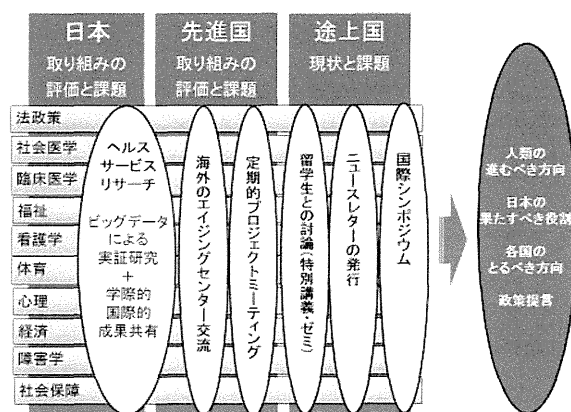 日本
取り組みの
評価と課題
先進国
取り組みの
評価と課題
途上国
現状と課題
法政策
社会医学
臨床医学
福祉
看護学
体育
心理
経済
障害学
社会保障
ヘルス
サービス
リサーチ
ビッグデータ
による
実証研究
+
学際的
国際的
成果共有
海外のエイジングセンター交流
定期的プロジェクトミーティング
留学生との討論(特別講義・ゼミ)
ニュースレターの発行
国際シンポジウム
人類の
進むべき方向
日本の
果たすべき役割
各国の
とるべき方向
政策提言